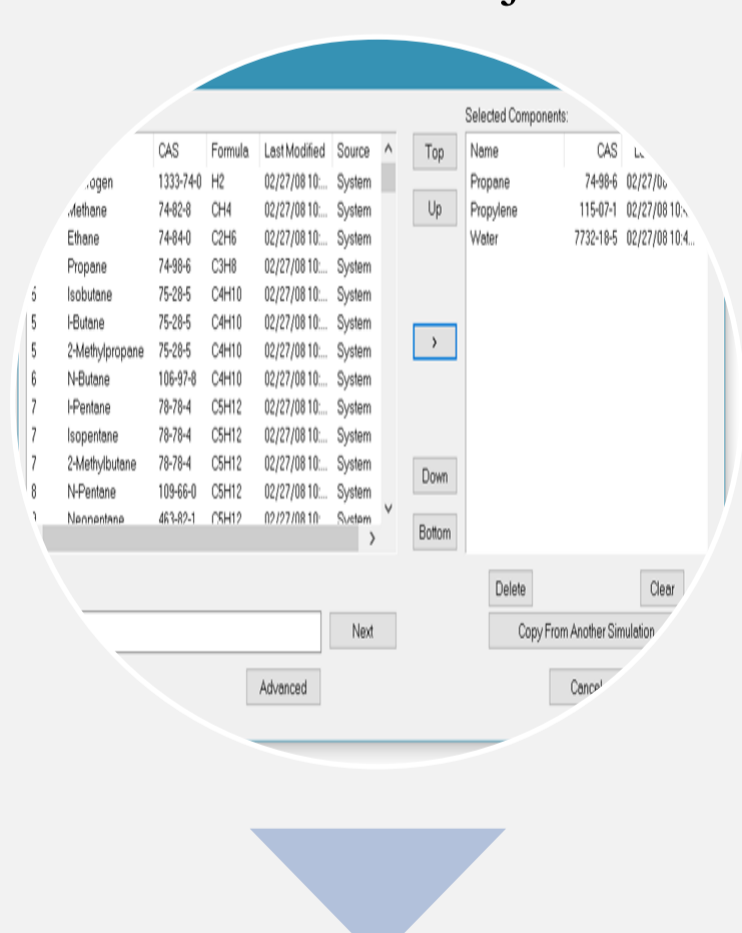 Selected Components:
CAS Formula Last Modified Source Top Name CAS
1333-74-0 H2 02/27/08 10:... System Propane 74-98-6
Methane 74-82-8 CH4 02/27/08 10:... System Up Propylene 115-07-1 02/27/08 10:4
Ethane 74-84-0 C2H6 02/27/08 10:... System Water 7732-18-5 02/27/08 10:4...
Propane 74-98-6 C3H8 02/27/08 10:... System
Isobutane 75-28-5 C4H10 02/27/08 10:... System
5 I-Butane 75-28-5 C4H10 02/27/08 10:... System >
5 2-Methylpropane 75-28-5 C4H10 02/27/08 10:... System
6 N-Butane 106-97-8 C4H10 02/27/08 10:... System
7 I-Pentane 78-78-4 C5H12 02/27/08 10:... System
7 Isopentane 78-78-4 C5H12 02/27/08 10:... System
7 2-Methylbutane 78-78-4 C5H12 02/27/08 10:... System Down
8 N-Pentane 109-66-0 C5H12 02/27/08 10:... System
Neopentane 463-82-1 C5H12 02/27/08 10: System
Bottom
Delete Clear
Next Copy From Another Simulation
Advanced Cancel